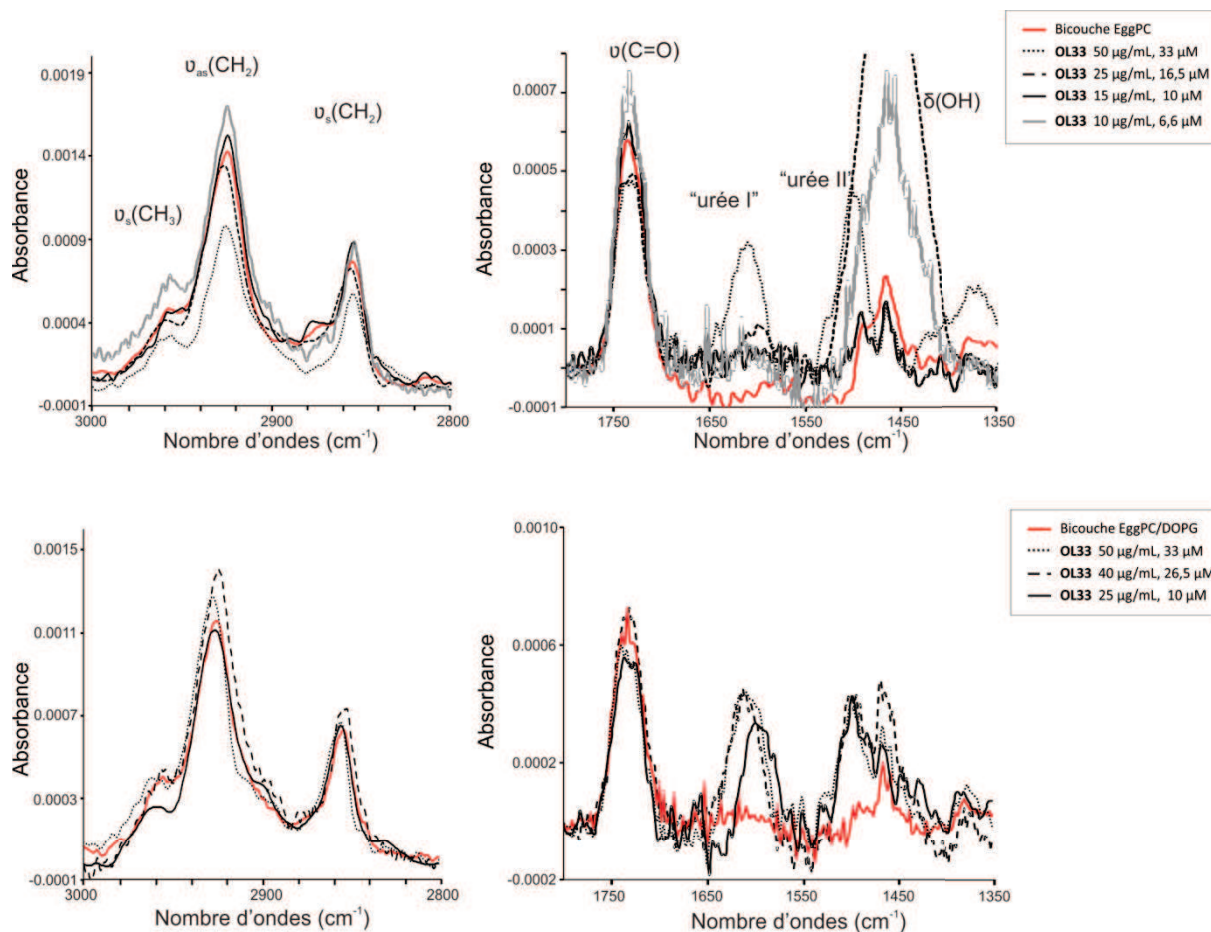 υas(CH2)
υs(CH2)
υs(CH3)
0.0019
0.0014
0.0009
0.0004
-0.0001
3000
2900
2800
Absorbance
Nombre d'ondes (cm-1)
υ(C=O)
"urée I"
"urée II"
δ(OH)
0.0007
0.0005
0.0003
0.0001
-0.0001
1750
1650
1550
1450
1350
Absorbance
Nombre d'ondes (cm-1)
Bicouche EggPC
OL33 50 µg/mL, 33 µM
OL33 25 µg/mL, 16,5 µM
OL33 15 µg/mL, 10 µM
OL33 10 µg/mL, 6,6 µM
0.0015
0.0011
0.0007
0.0003
-0.0001
3000
2900
2800
Absorbance
Nombre d'ondes (cm-1)
0.0010
0.0006
0.0002
-0.0002
1750
1650
1550
1450
1350
Absorbance
Nombre d'ondes (cm-1)
Bicouche EggPC/DOPG
OL33 50 µg/mL, 33 µM
OL33 40 µg/mL, 26,5 µM
OL33 25 µg/mL, 10 µM